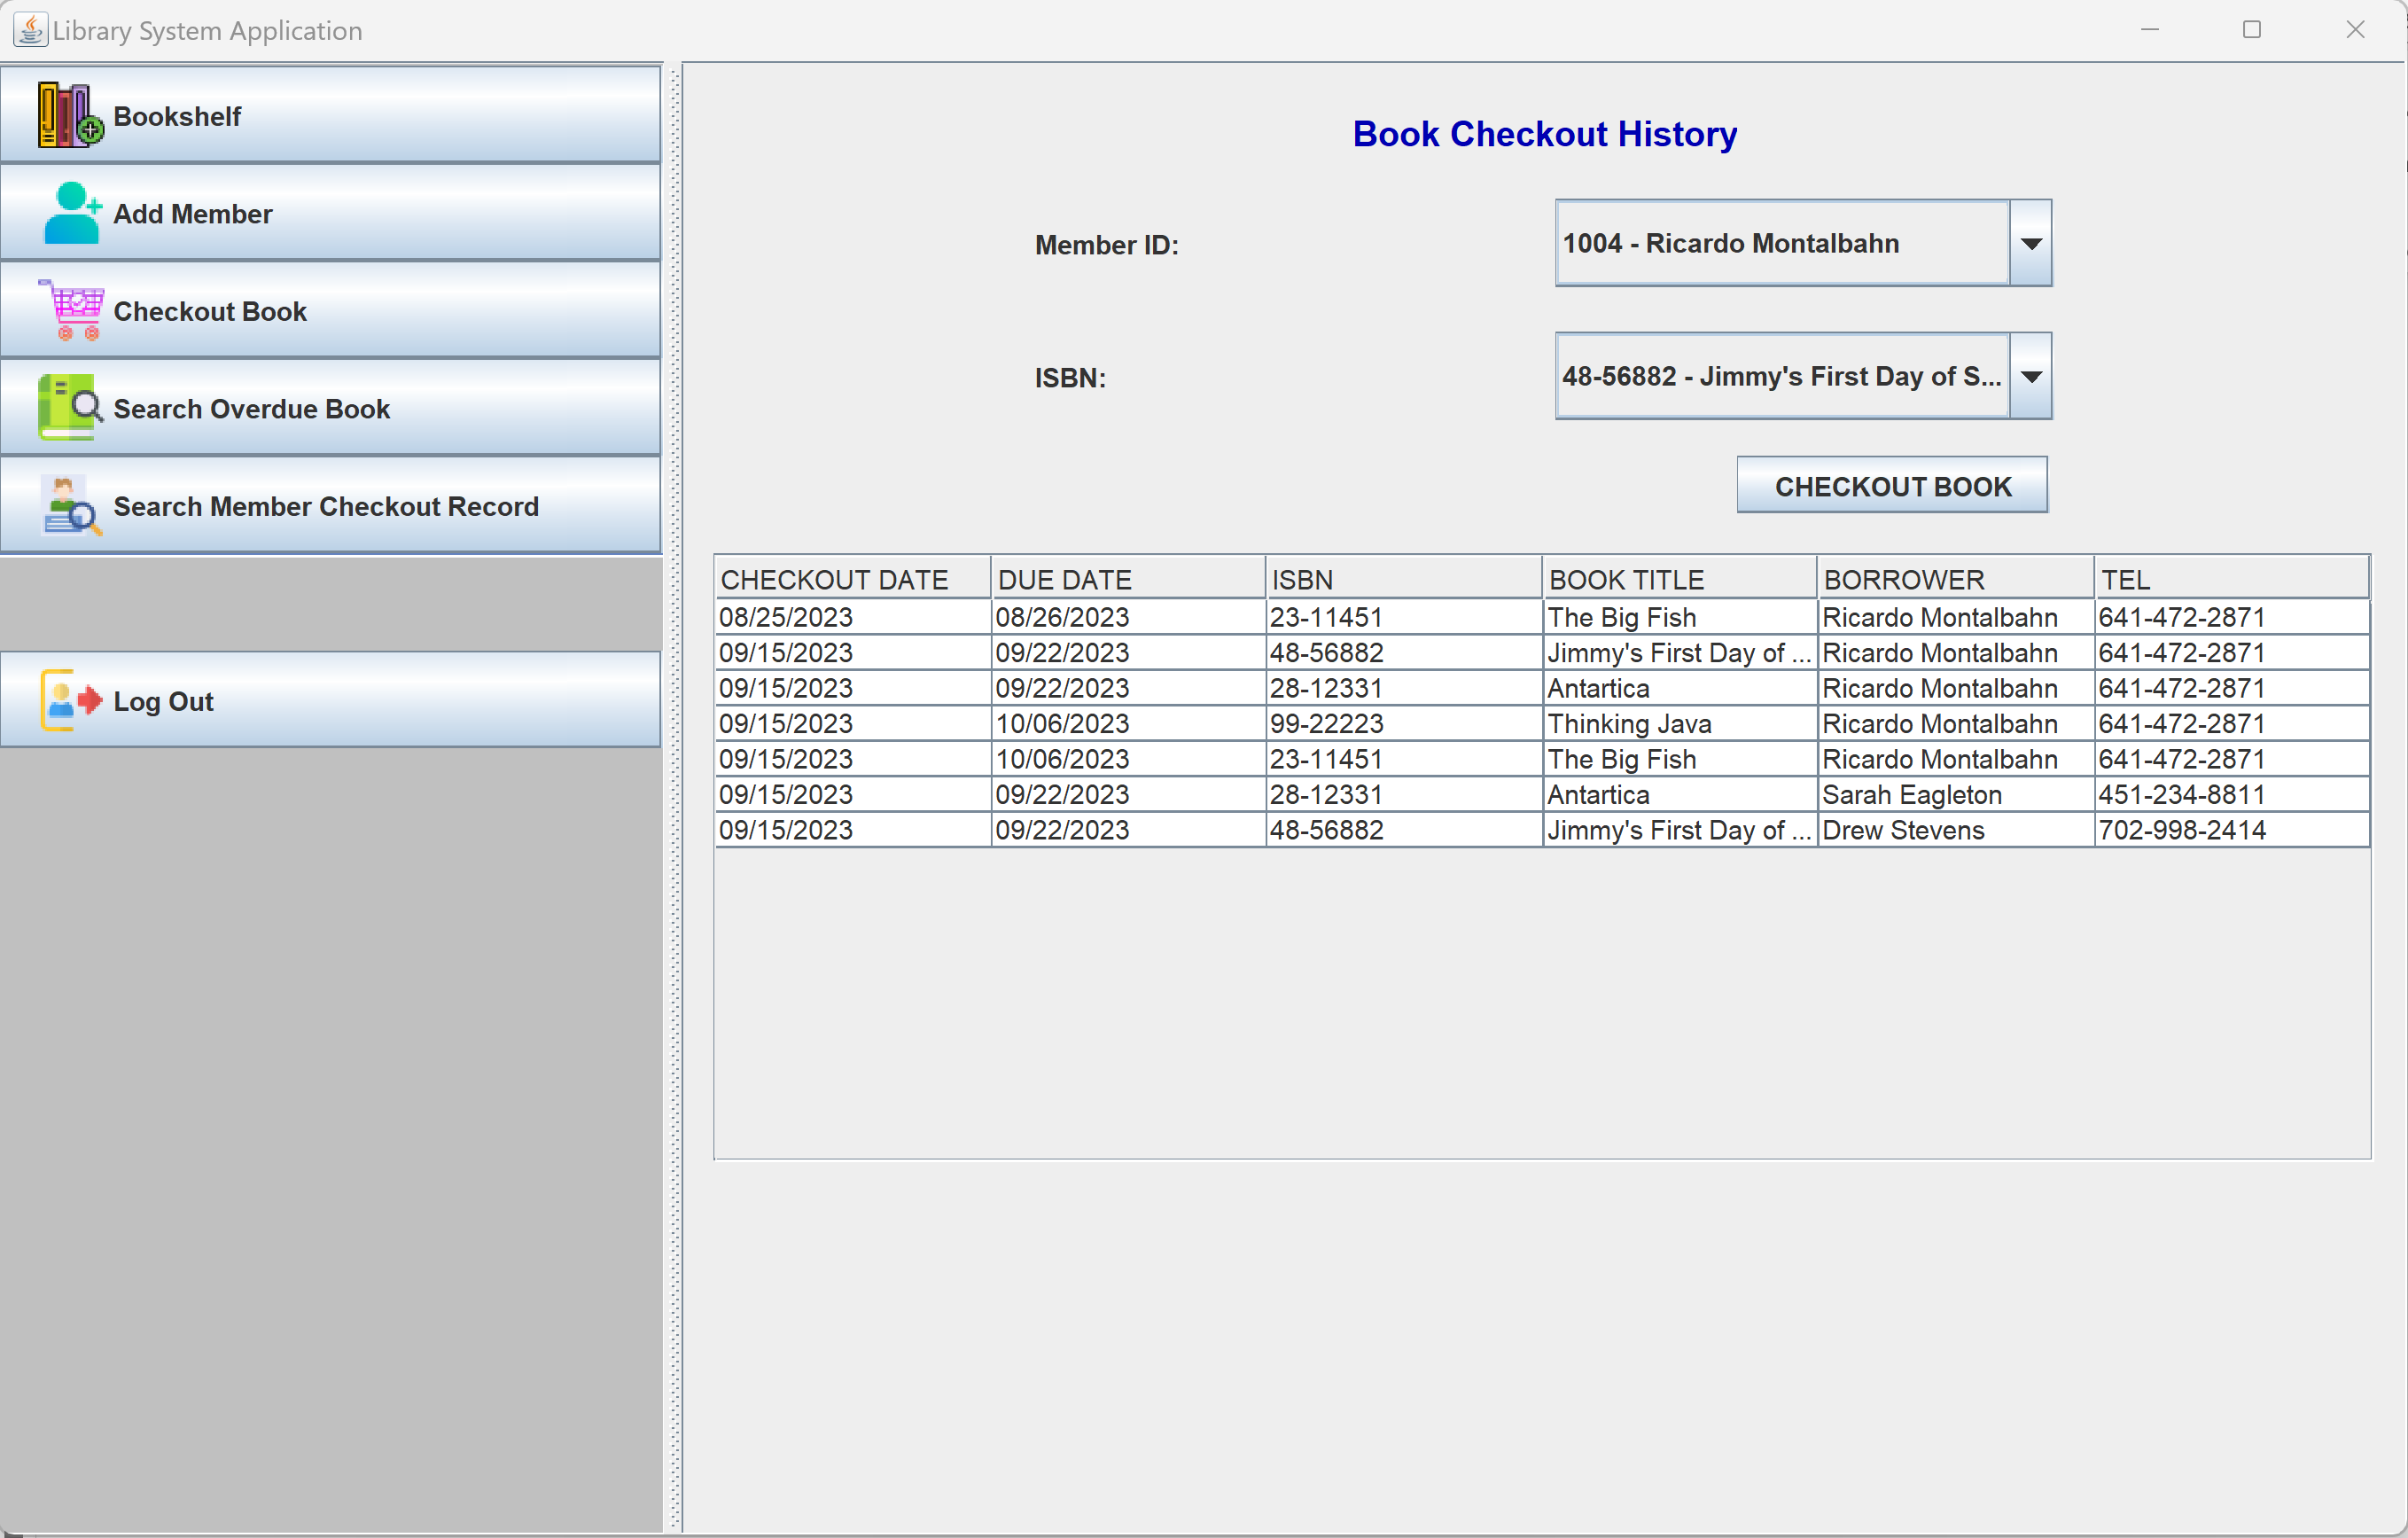 Library System Application
Bookshelf
Add Member
Checkout Book
Search Overdue Book
Search Member Checkout Record
Log Out
Book Checkout History
Member ID: 1004 - Ricardo Montalbahn
ISBN: 48-56882 - Jimmy's First Day of S...
CHECKOUT BOOK
CHECKOUT DATE DUE DATE ISBN BOOK TITLE BORROWER TEL
08/25/2023 08/26/2023 23-11451 The Big Fish Ricardo Montalbahn 641-472-2871
09/15/2023 09/22/2023 48-56882 Jimmy's First Day of ... Ricardo Montalbahn 641-472-2871
09/15/2023 09/22/2023 28-12331 Antartica Ricardo Montalbahn 641-472-2871
09/15/2023 10/06/2023 99-22223 Thinking Java Ricardo Montalbahn 641-472-2871
09/15/2023 10/06/2023 23-11451 The Big Fish Ricardo Montalbahn 641-472-2871
09/15/2023 09/22/2023 28-12331 Antartica Sarah Eagleton 451-234-8811
09/15/2023 09/22/2023 48-56882 Jimmy's First Day of ... Drew Stevens 702-998-2414